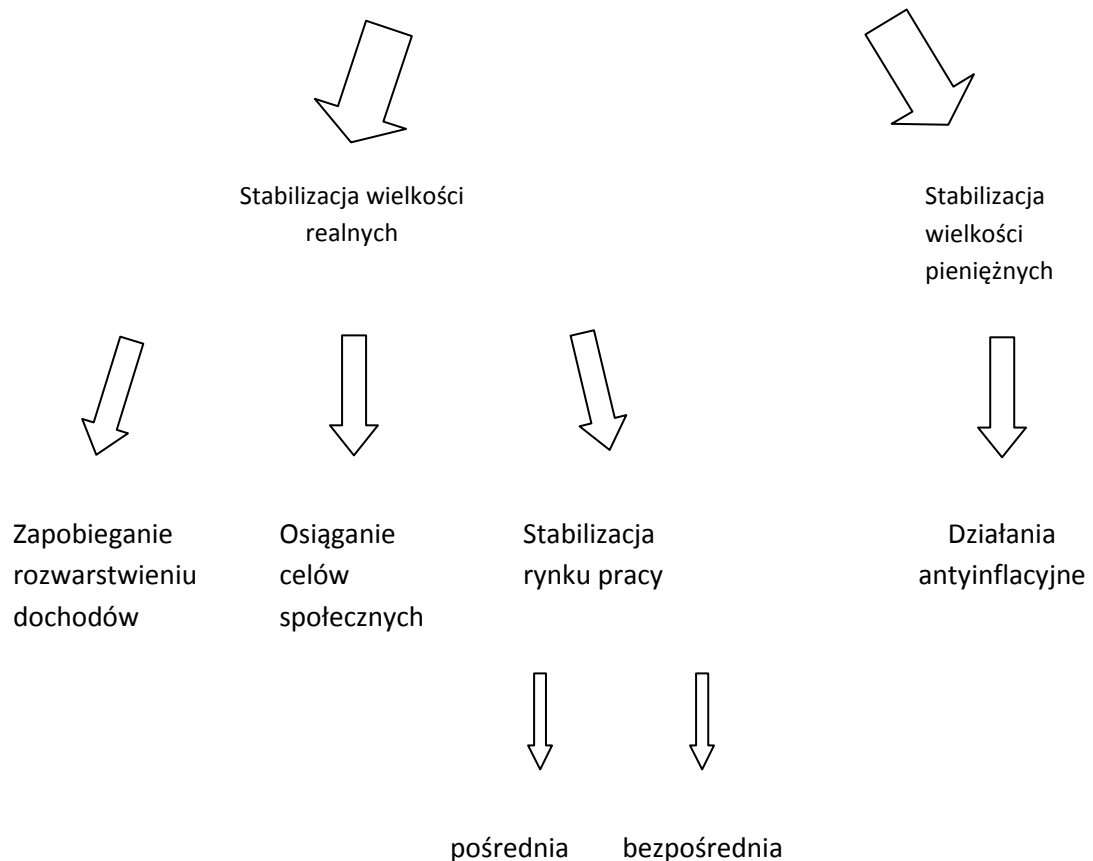 Stabilizacja wielkości
realnych
Stabilizacja
wielkości
pieniężnych
Zapobieganie
rozwarstwieniu
dochodów
Osiąganie
celów
społecznych
Stabilizacja
rynku pracy
Działania
antyinflacyjne
pośrednia
bezpośrednia